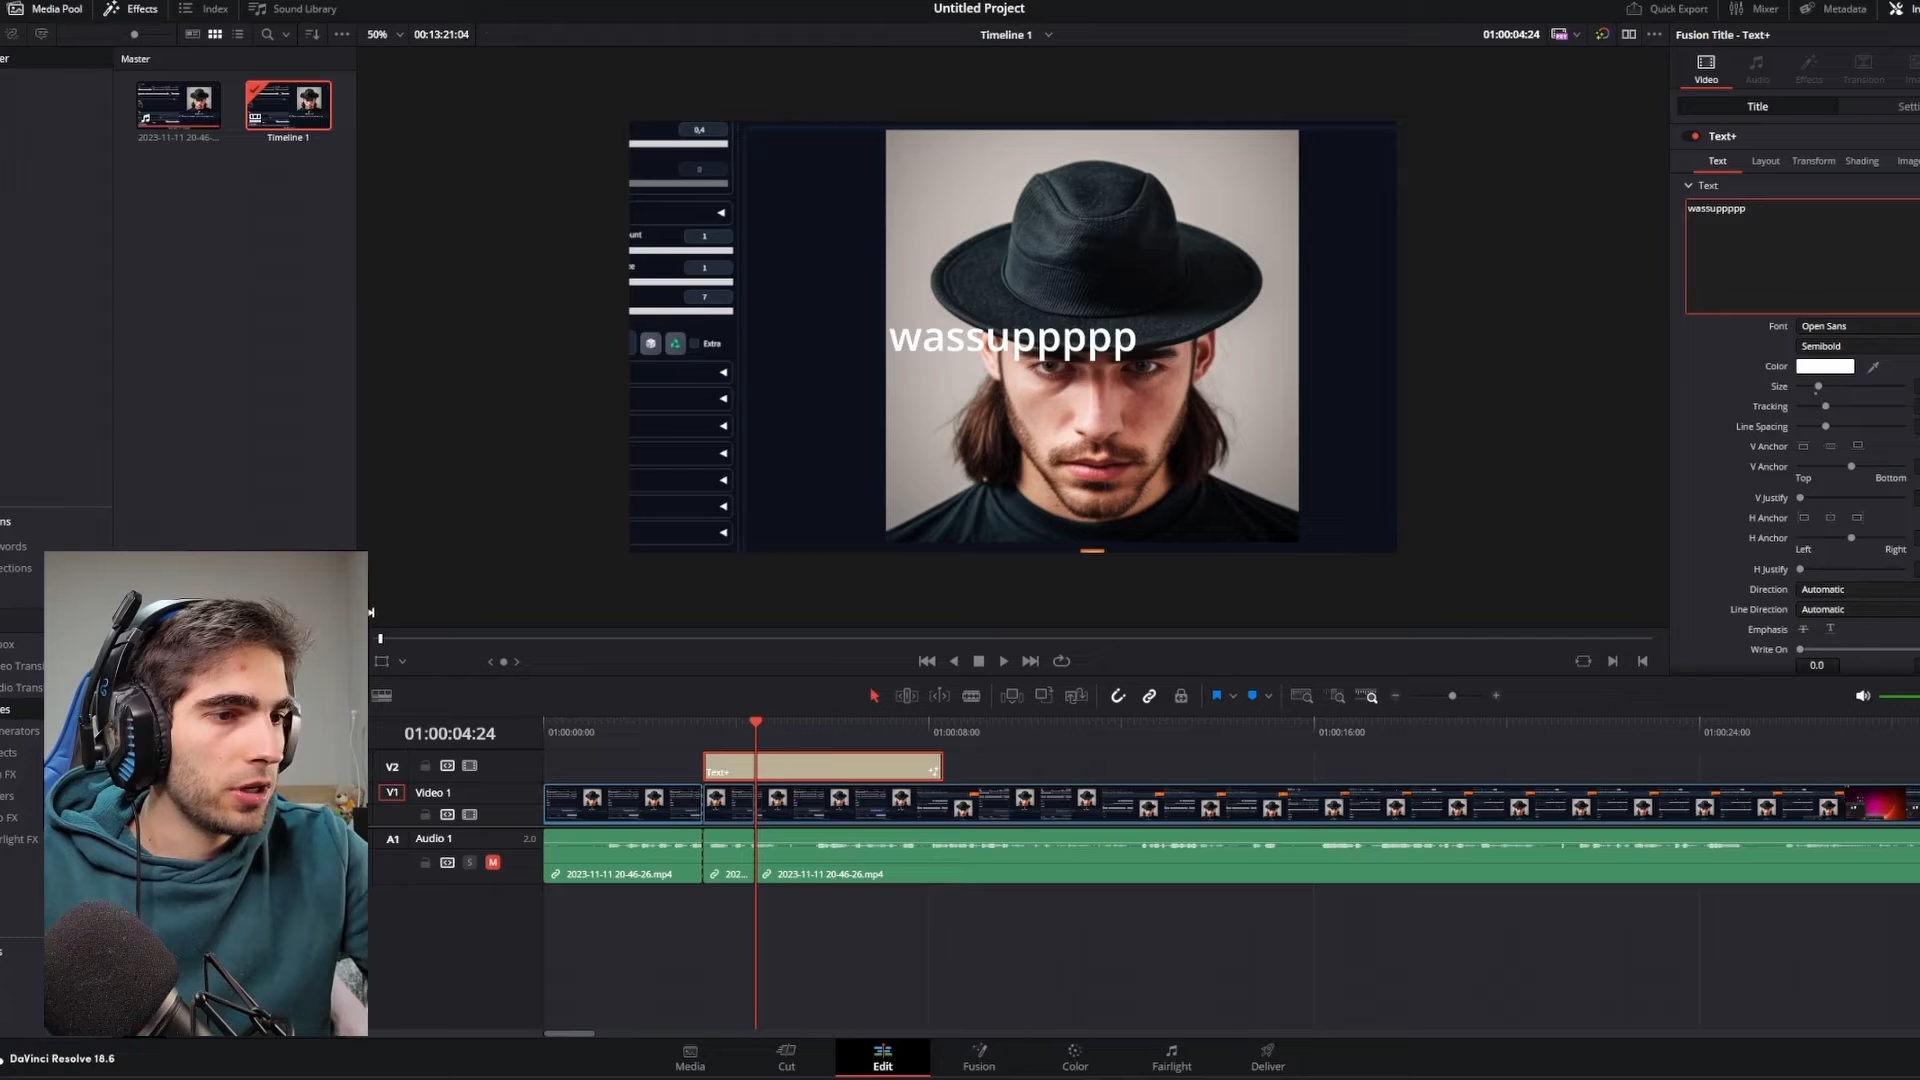 Media Pool
Effects
Index
Sound Library
Untitled Project
Quick Export
Mixer
Metadata
50%
00:13:21:04
Timeline 1
01:00:04:24
Fusion Title - Text+
Master
2023-11-11 20-46-...
Timeline 1
Video
Audio
Effects
Transition
Title
Text+
Text
Layout
Transform
Shading
Text
wassuppppp
Font
Open Sans
Semibold
Color
Size
Tracking
Line Spacing
V Anchor
V Anchor
Top
Bottom
V Justify
H Anchor
H Anchor
Left
Right
H Justify
Direction
Automatic
Line Direction
Automatic
Emphasis
Write On
0.0
0,4
0
unt
1
1
7
Extra
wassuppppp
01:00:04:24
01:00:00:00
01:00:08:00
01:00:16:00
01:00:24:00
V2
Text+
V1
Video 1
A1
Audio 1
2.0
S
M
2023-11-11 20-46-26.mp4
202...
2023-11-11 20-46-26.mp4
DaVinci Resolve 18.6
Media
Cut
Edit
Fusion
Color
Fairlight
Deliver